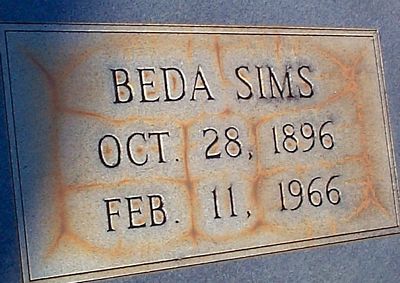 BEDA SIMS
OCT. 28, 1896
FEB. 11, 1966